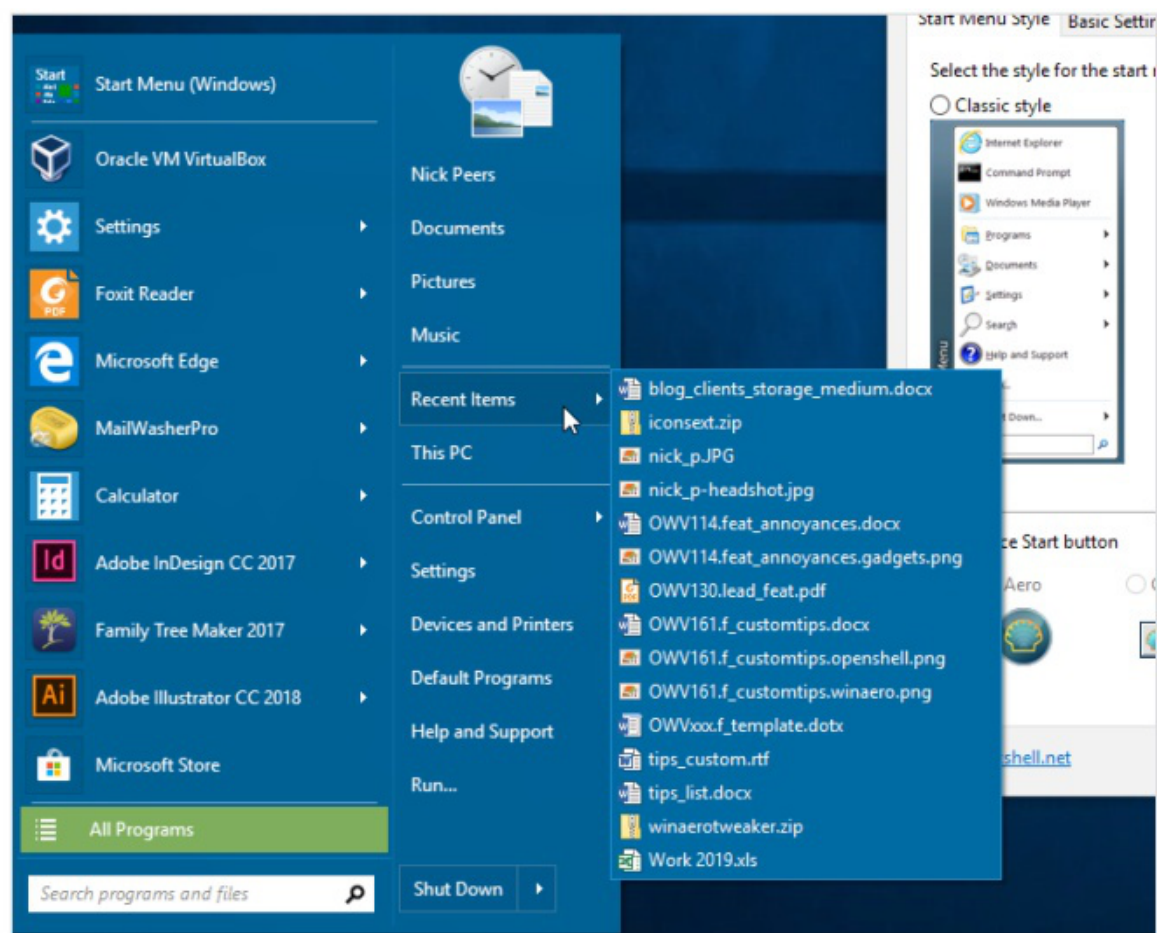 Start
Start Menu (Windows)
Oracle VM VirtualBox
Settings
Foxit Reader
PDF
Microsoft Edge
MailWasherPro
Calculator
Id
Adobe InDesign CC 2017
Family Tree Maker 2017
Ai
Adobe Illustrator CC 2018
Microsoft Store
All Programs
Search programs and files
Nick Peers
Documents
Pictures
Music
Recent Items
This PC
Control Panel
Settings
Devices and Printers
Default Programs
Help and Support
Run...
Shut Down
blog_clients_storage_medium.docx
iconsext.zip
nick_p.JPG
nick_p-headshot.jpg
OWV114.feat_annoyances.docx
OWV114.feat_annoyances.gadgets.png
OWV130.lead_feat.pdf
OWV161.f_customtips.docx
OWV161.f_customtips.openshell.png
OWV161.f_customtips.winaero.png
OWVxxx.f_template.dotx
tips_custom.rtf
tips_list.docx
winaerotweaker.zip
Work 2019.xls
Start Menu Style
Basic Settin
Select the style for the start
Classic style
Internet Explorer
Command Prompt
Windows Media Player
Programs
Documents
Settings
Search
Help and Support
Down...
Start button
Aero
shell.net